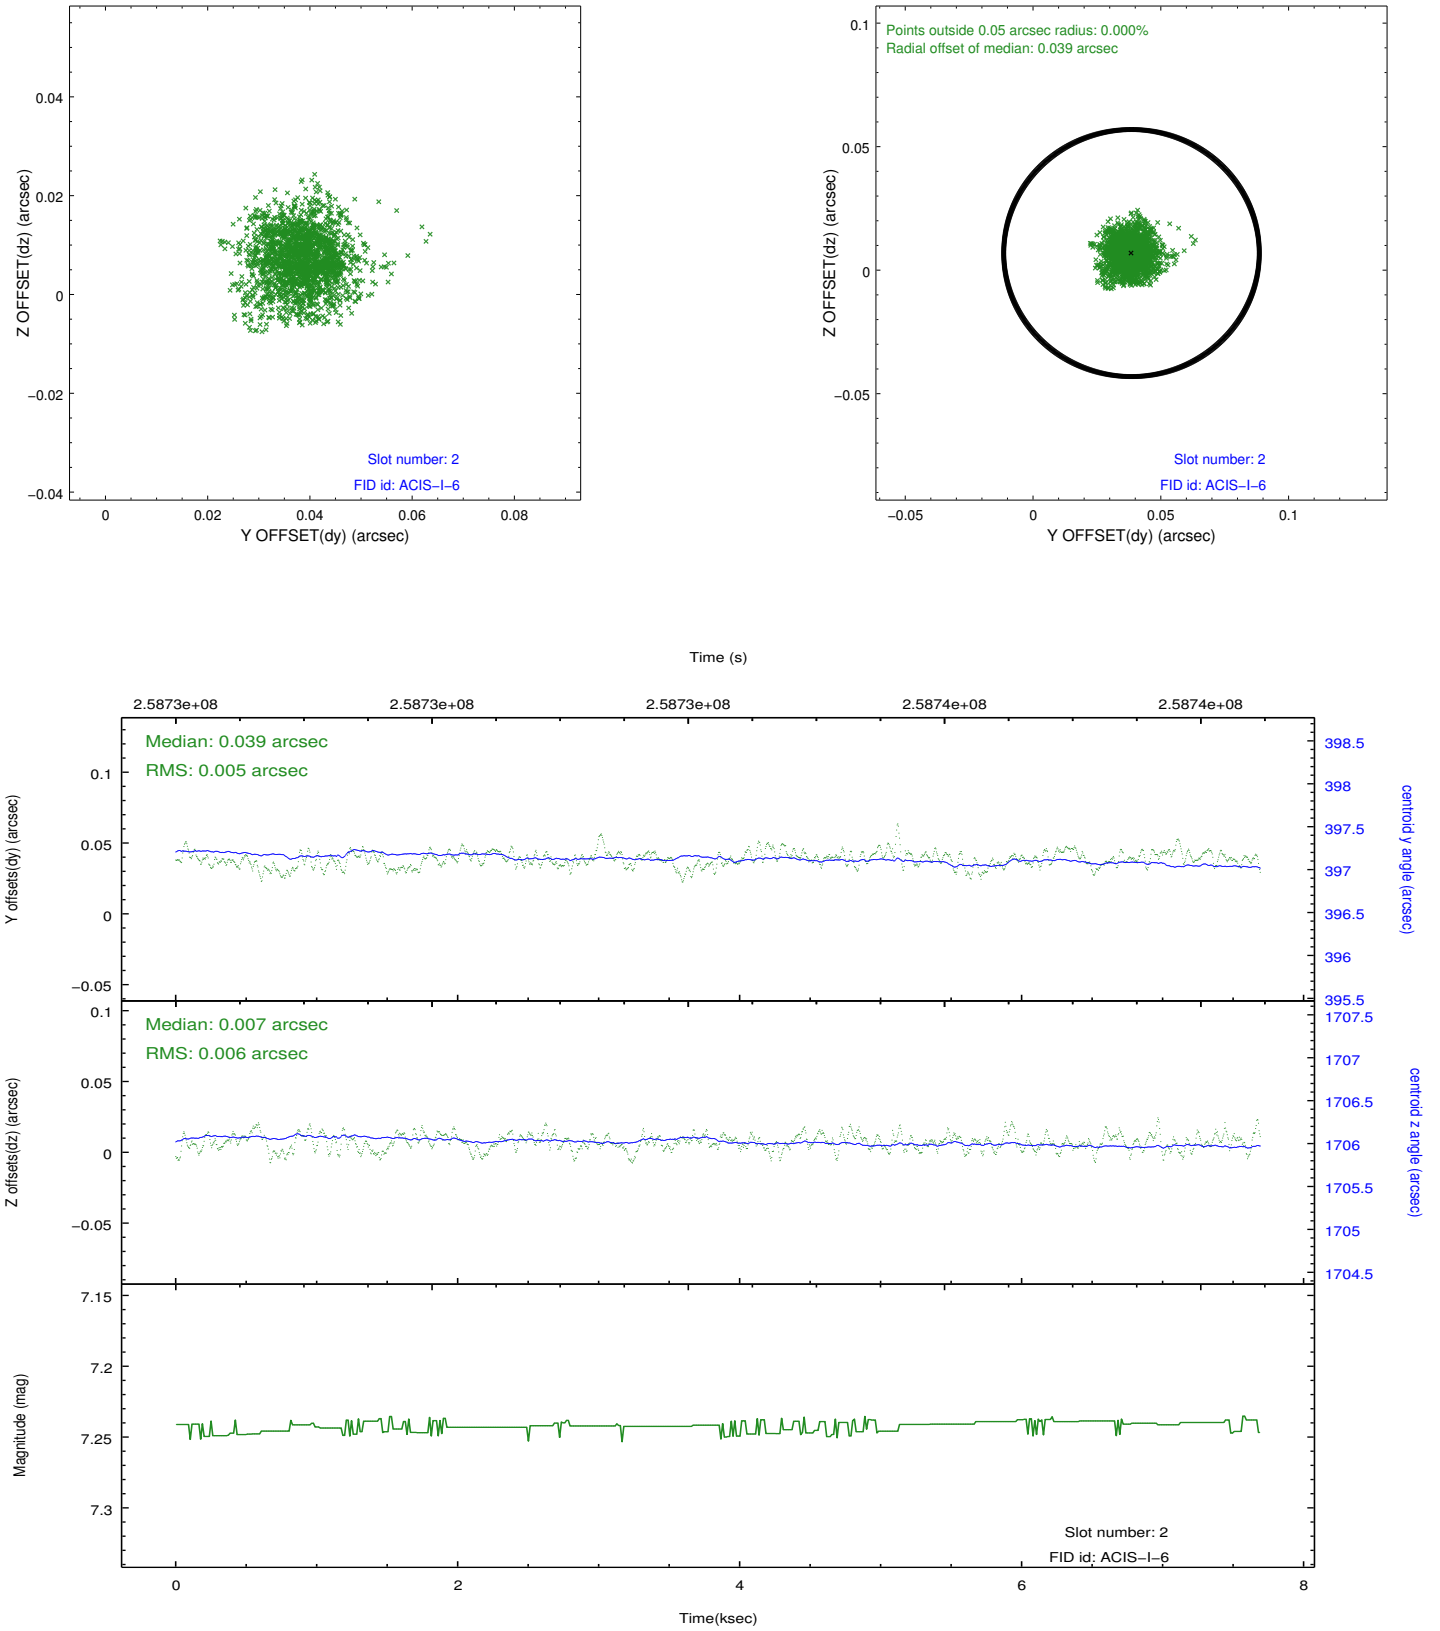 0.04
0.02
0
−0.02
−0.04
Z OFFSET(dz) (arcsec)
Slot number: 2
FID id: ACIS−I−6
0 0.02 0.04 0.06 0.08
Y OFFSET(dy) (arcsec)
Points outside 0.05 arcsec radius: 0.000%
Radial offset of median: 0.039 arcsec
0.1
0.05
0
−0.05
Z OFFSET(dz) (arcsec)
Slot number: 2
FID id: ACIS−I−6
−0.05 0 0.05 0.1
Y OFFSET(dy) (arcsec)
Time (s)
2.5873e+08 2.5873e+08 2.5873e+08 2.5874e+08 2.5874e+08
Median: 0.039 arcsec
RMS: 0.005 arcsec
0.1
0.05
0
−0.05
Y offsets(dy) (arcsec)
398.5
398
397.5
397
396.5
396
395.5
centroid y angle (arcsec)
Median: 0.007 arcsec
RMS: 0.006 arcsec
0.1
0.05
0
−0.05
Z offsets(dz) (arcsec)
1707.5
1707
1706.5
1706
1705.5
1705
1704.5
centroid z angle (arcsec)
7.15
7.2
7.25
7.3
Magnitude (mag)
Slot number: 2
FID id: ACIS−I−6
0 2 4 6 8
Time(ksec)